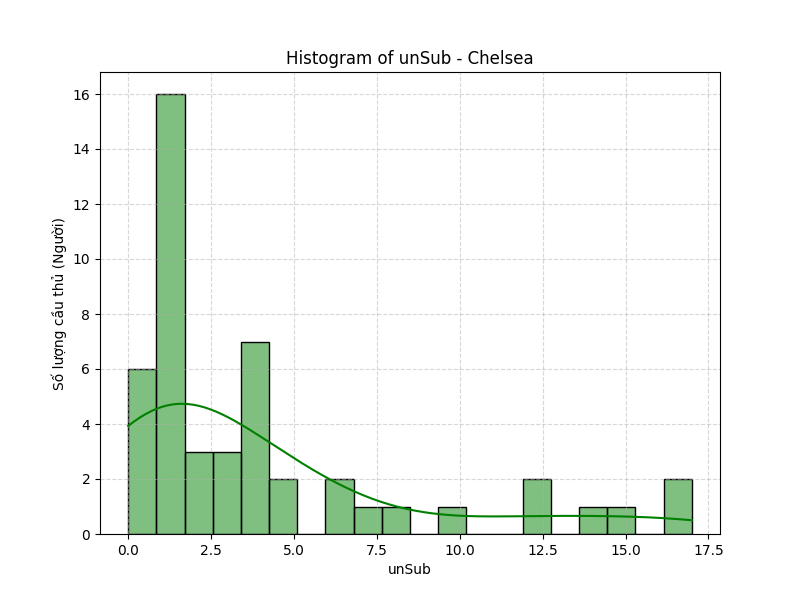 Histogram of unSub - Chelsea
16
14
12
10
8
6
4
2
0
Số lượng cầu thủ (Người)
0.0 2.5 5.0 7.5 10.0 12.5 15.0 17.5
unSub